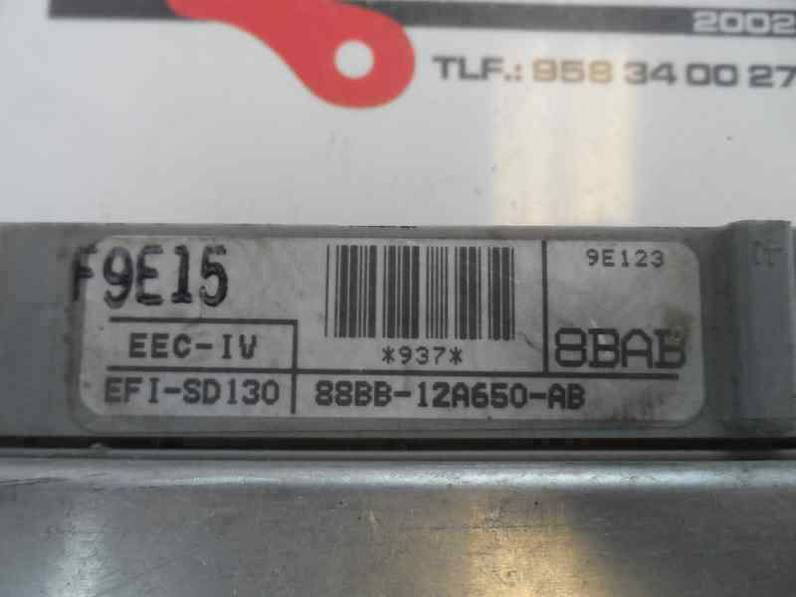 2002
TLF.: 958 34 00 27
F9E15
9E123
EEC-IV
*937*
8BAB
EFI-SD130
88BB-12A650-AB